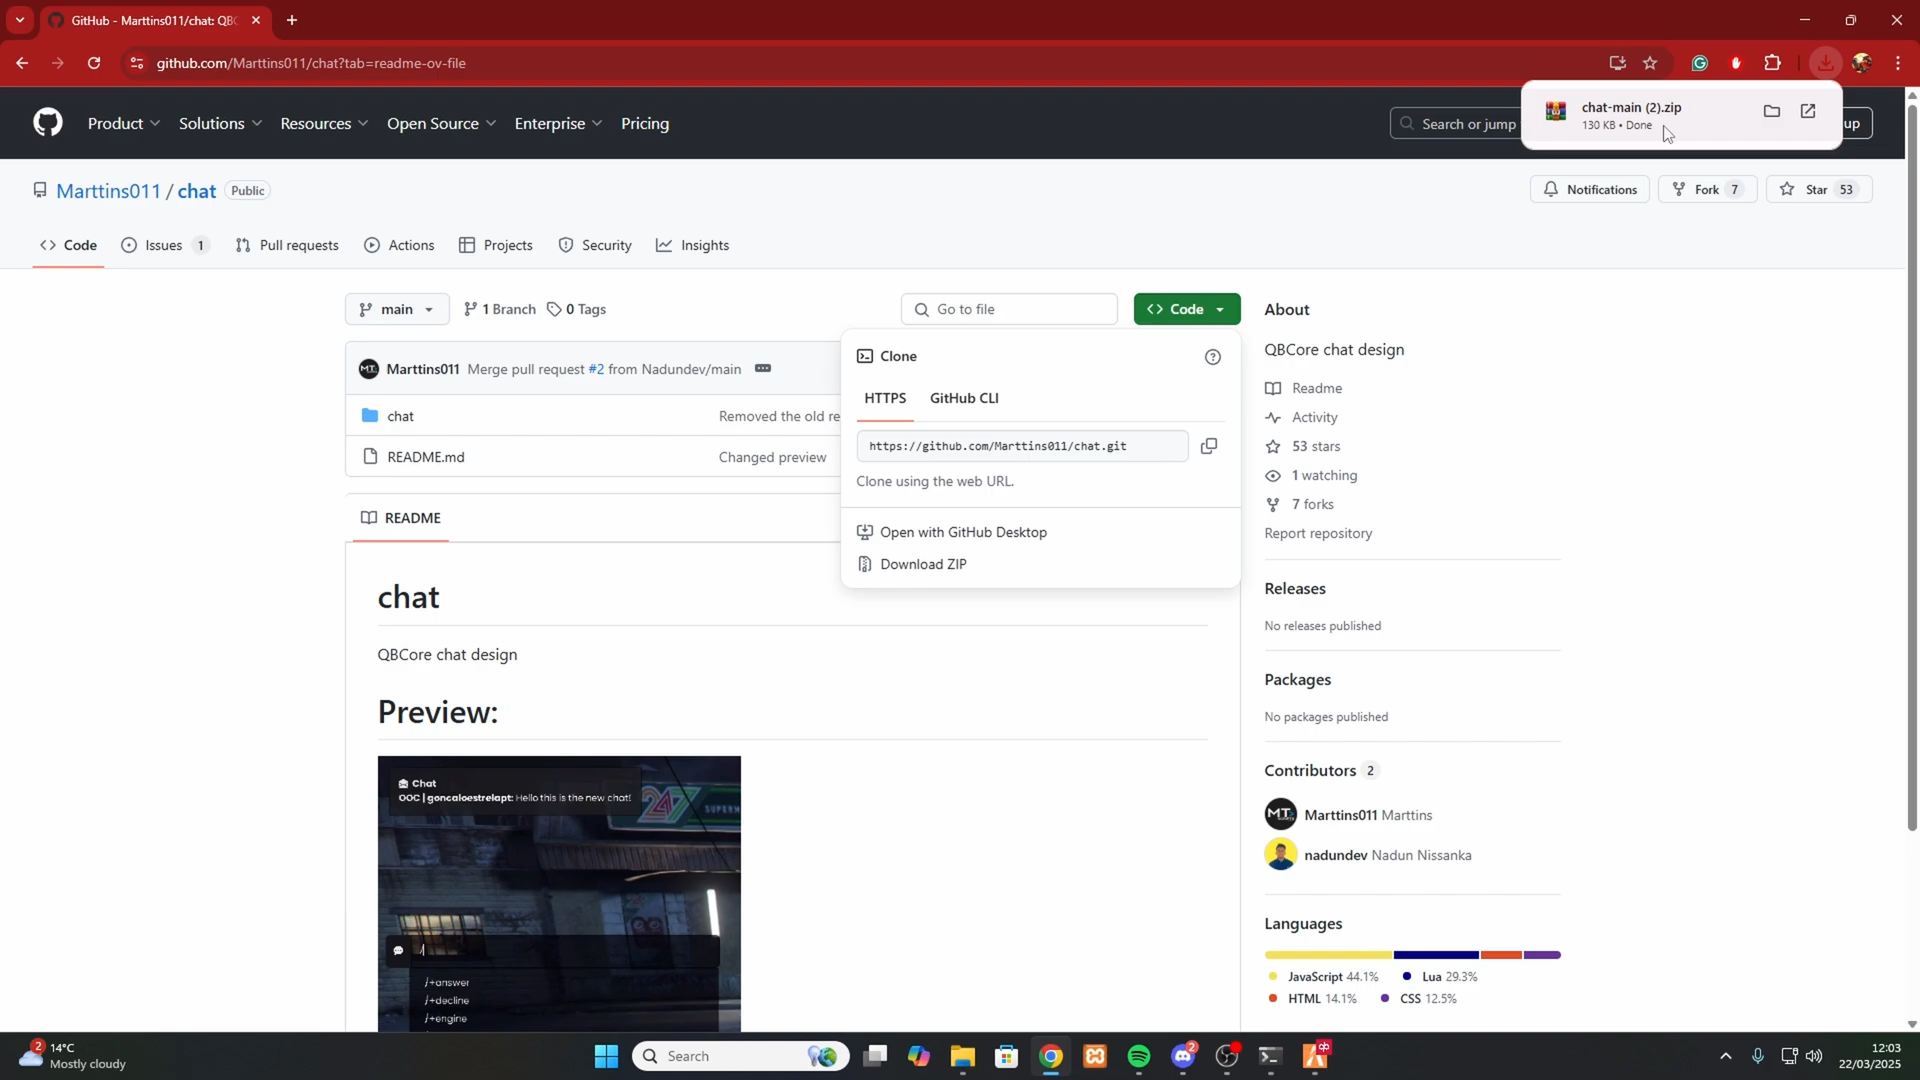 GitHub - Marttins011/chat: QBC
github.com/Marttins011/chat?tab=readme-ov-file
chat-main (2).zip
130 KB • Done
Product
Solutions
Resources
Open Source
Enterprise
Pricing
Search or jump
up
Marttins011 / chat
Public
Notifications
Fork 7
Star 53
Code
Issues 1
Pull requests
Actions
Projects
Security
Insights
main
1 Branch
0 Tags
Go to file
Code
Marttins011 Merge pull request #2 from Nadundev/main
chat
Removed the old re
README.md
Changed preview
Clone
HTTPS
GitHub CLI
https://github.com/Marttins011/chat.git
Clone using the web URL.
Open with GitHub Desktop
Download ZIP
README
chat
QBCore chat design
Preview:
Chat
OOC | goncaloestrelapt: Hello this is the new chat!
24/7
SUPERM
/
/+answer
/+decline
/+engine
About
QBCore chat design
Readme
Activity
53 stars
1 watching
7 forks
Report repository
Releases
No releases published
Packages
No packages published
Contributors 2
Marttins011 Marttins
nadundev Nadun Nissanka
Languages
JavaScript 44.1%
Lua 29.3%
HTML 14.1%
CSS 12.5%
2
14°C
Mostly cloudy
Search
2
12:03
22/03/2025